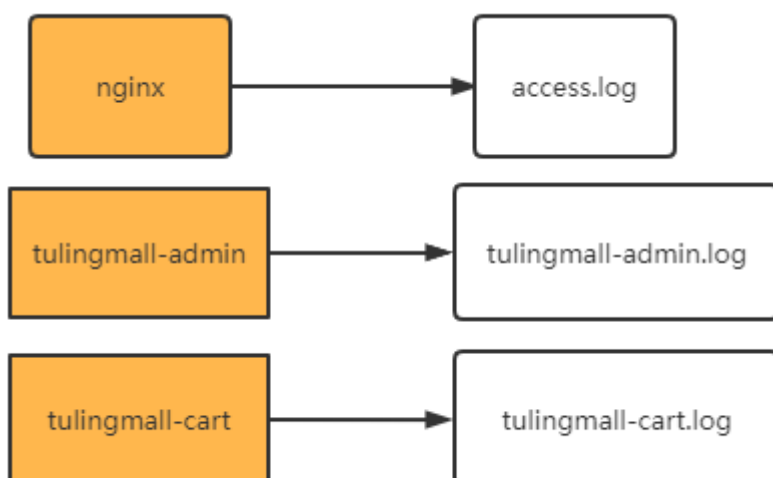 nginx
access.log
tulingmall-admin
tulingmall-admin.log
tulingmall-cart
tulingmall-cart.log